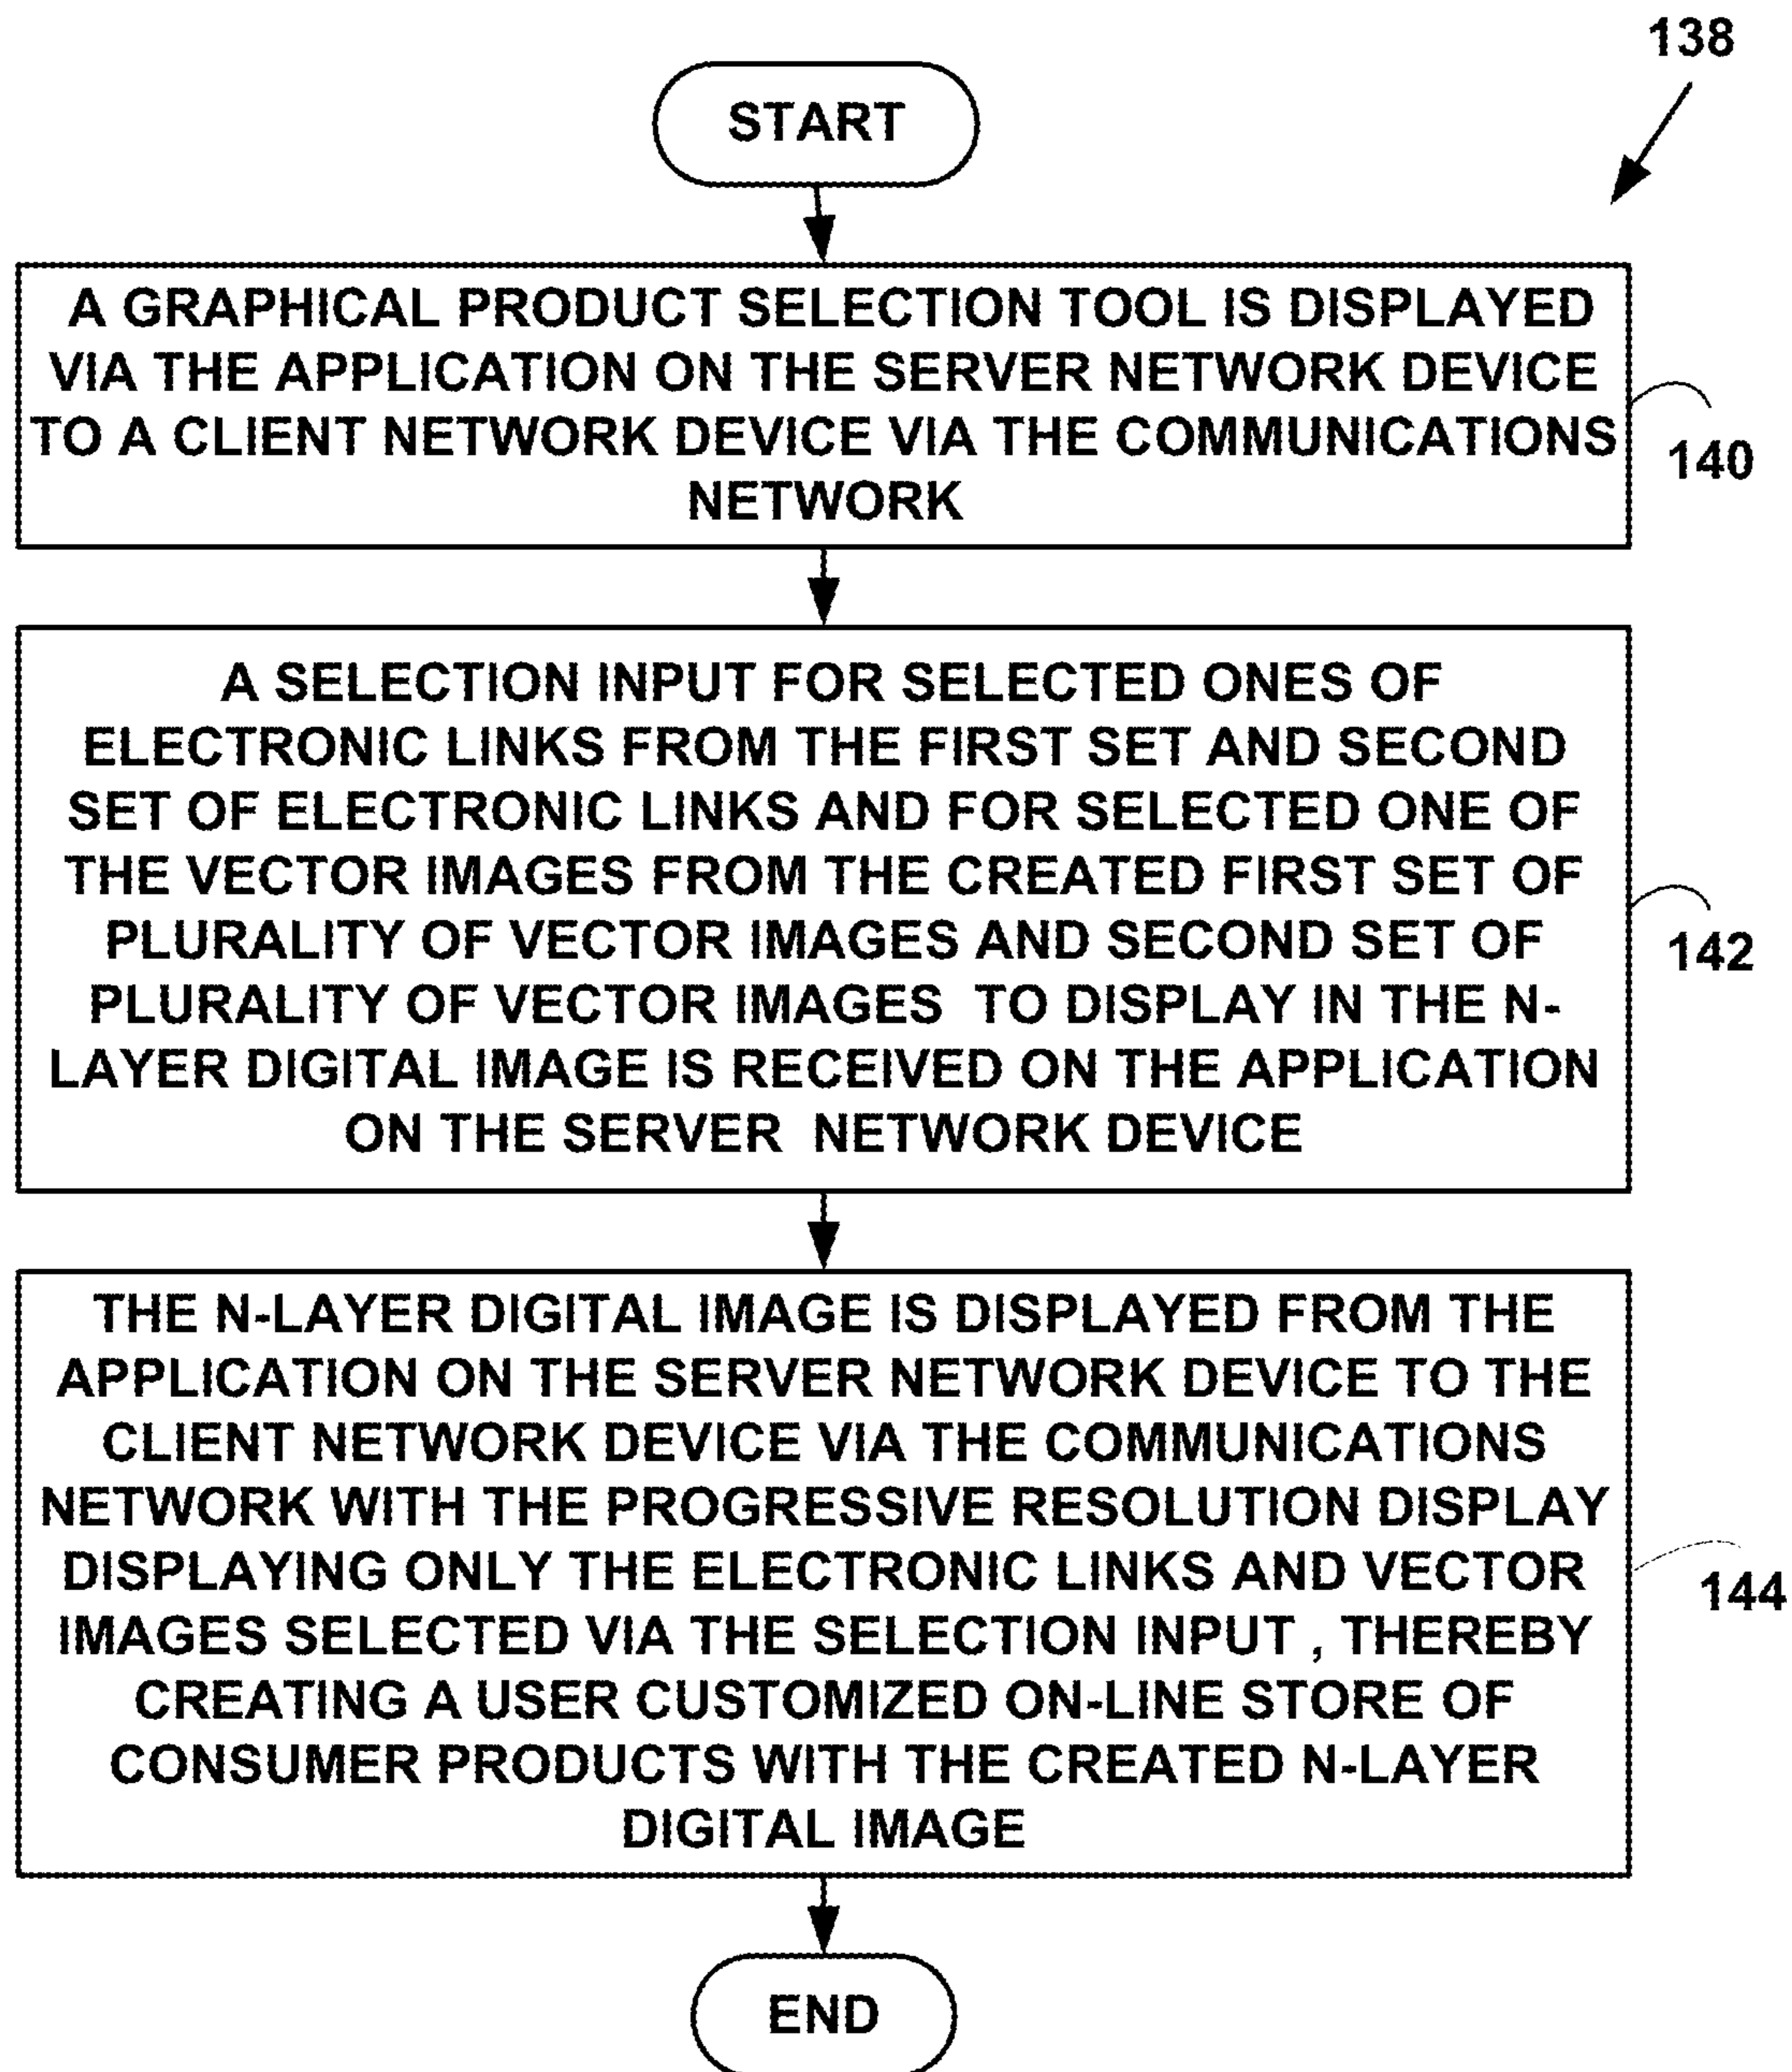 138
START
A GRAPHICAL PRODUCT SELECTION TOOL IS DISPLAYED
VIA THE APPLICATION ON THE SERVER NETWORK DEVICE
TO A CLIENT NETWORK DEVICE VIA THE COMMUNICATIONS
NETWORK
140
A SELECTION INPUT FOR SELECTED ONES OF
ELECTRONIC LINKS FROM THE FIRST SET AND SECOND
SET OF ELECTRONIC LINKS AND FOR SELECTED ONE OF
THE VECTOR IMAGES FROM THE CREATED FIRST SET OF
PLURALITY OF VECTOR IMAGES AND SECOND SET OF
PLURALITY OF VECTOR IMAGES TO DISPLAY IN THE N-
LAYER DIGITAL IMAGE IS RECEIVED ON THE APPLICATION
ON THE SERVER NETWORK DEVICE
142
THE N-LAYER DIGITAL IMAGE IS DISPLAYED FROM THE
APPLICATION ON THE SERVER NETWORK DEVICE TO THE
CLIENT NETWORK DEVICE VIA THE COMMUNICATIONS
NETWORK WITH THE PROGRESSIVE RESOLUTION DISPLAY
DISPLAYING ONLY THE ELECTRONIC LINKS AND VECTOR
IMAGES SELECTED VIA THE SELECTION INPUT , THEREBY
CREATING A USER CUSTOMIZED ON-LINE STORE OF
CONSUMER PRODUCTS WITH THE CREATED N-LAYER
DIGITAL IMAGE
144
END